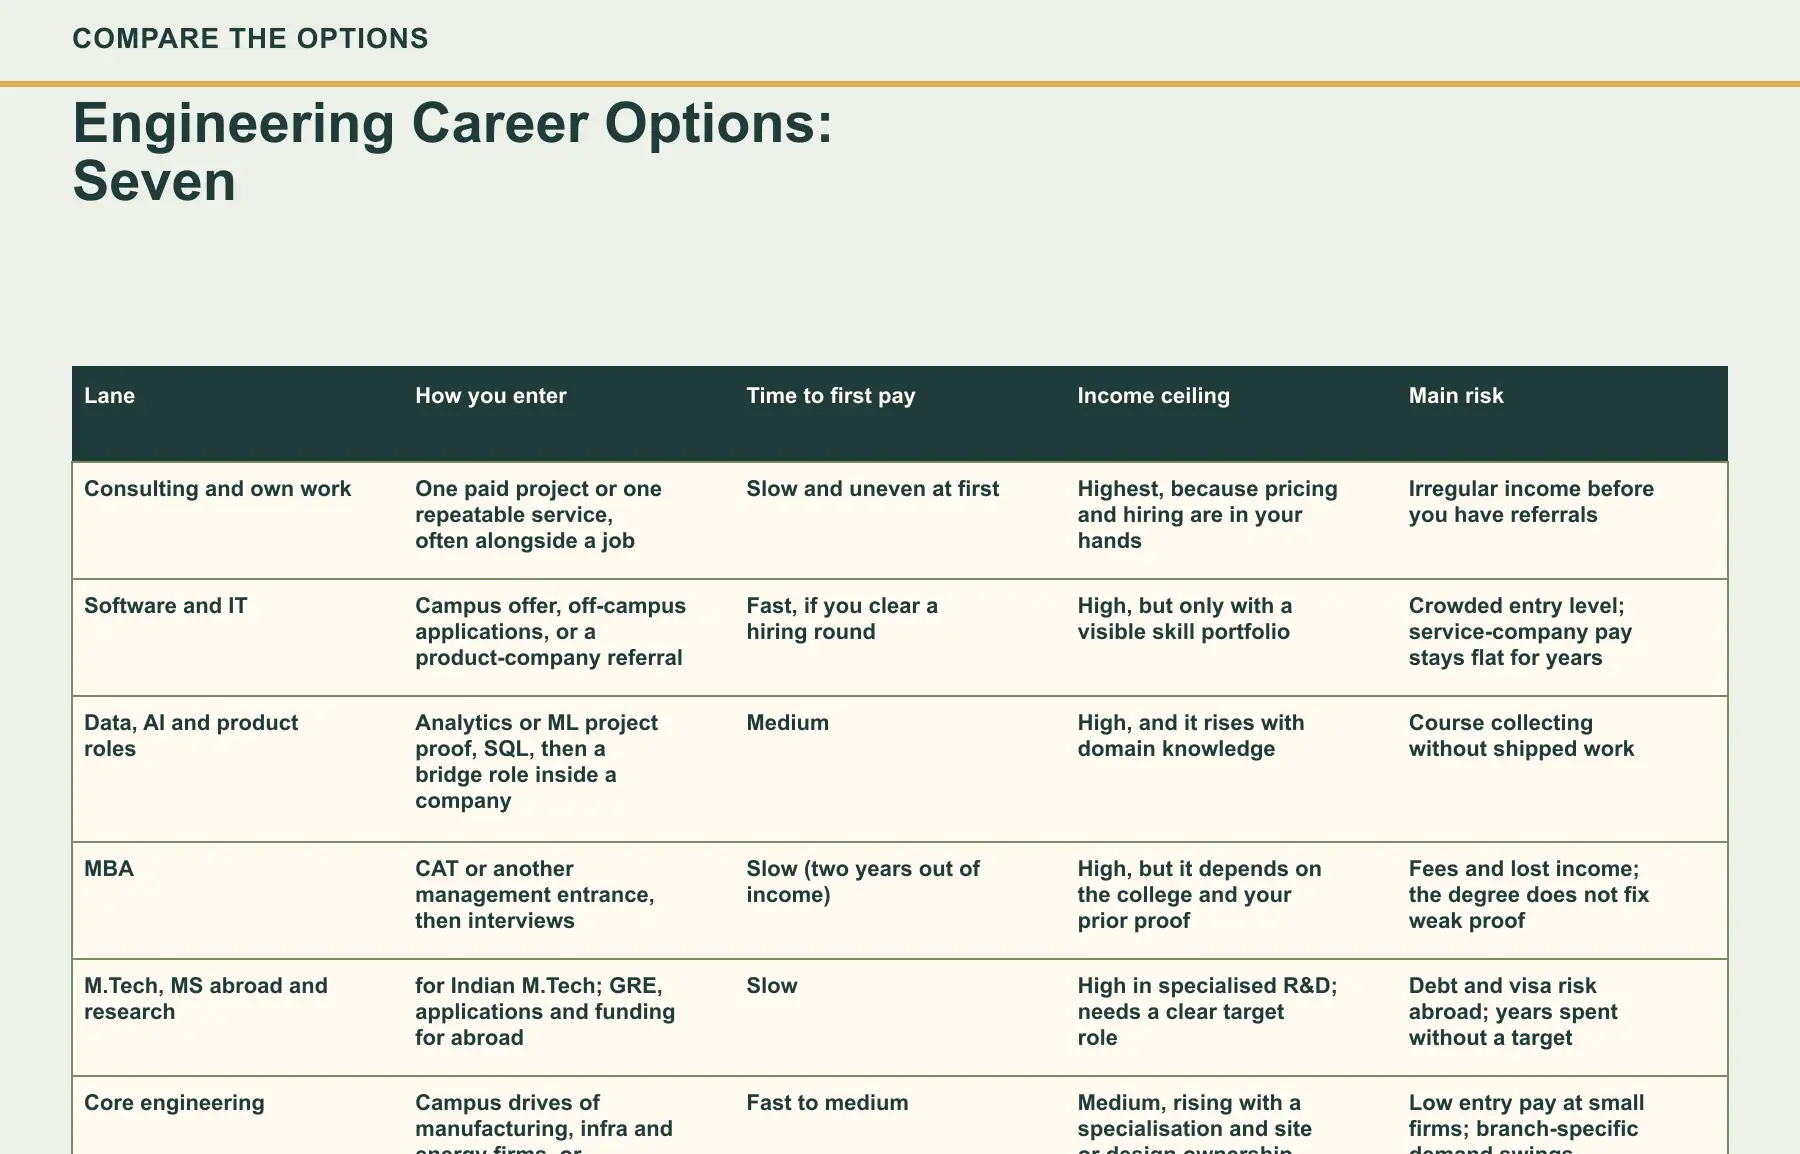 COMPARE THE OPTIONS
Engineering Career Options:
Seven
Lane
How you enter
Time to first pay
Income ceiling
Main risk
Consulting and own work
One paid project or one
repeatable service,
often alongside a job
Slow and uneven at first
Highest, because pricing
and hiring are in your
hands
Irregular income before
you have referrals
Software and IT
Campus offer, off-campus
applications, or a
product-company referral
Fast, if you clear a
hiring round
High, but only with a
visible skill portfolio
Crowded entry level;
service-company pay
stays flat for years
Data, AI and product
roles
Analytics or ML project
proof, SQL, then a
bridge role inside a
company
Medium
High, and it rises with
domain knowledge
Course collecting
without shipped work
MBA
CAT or another
management entrance,
then interviews
Slow (two years out of
income)
High, but it depends on
the college and your
prior proof
Fees and lost income;
the degree does not fix
weak proof
M.Tech, MS abroad and
research
for Indian M.Tech; GRE,
applications and funding
for abroad
Slow
High in specialised R&D;
needs a clear target
role
Debt and visa risk
abroad; years spent
without a target
Core engineering
Campus drives of
manufacturing, infra and
energy firms, or
Fast to medium
Medium, rising with a
specialisation and site
or design ownership
Low entry pay at small
firms; branch-specific
demand swings